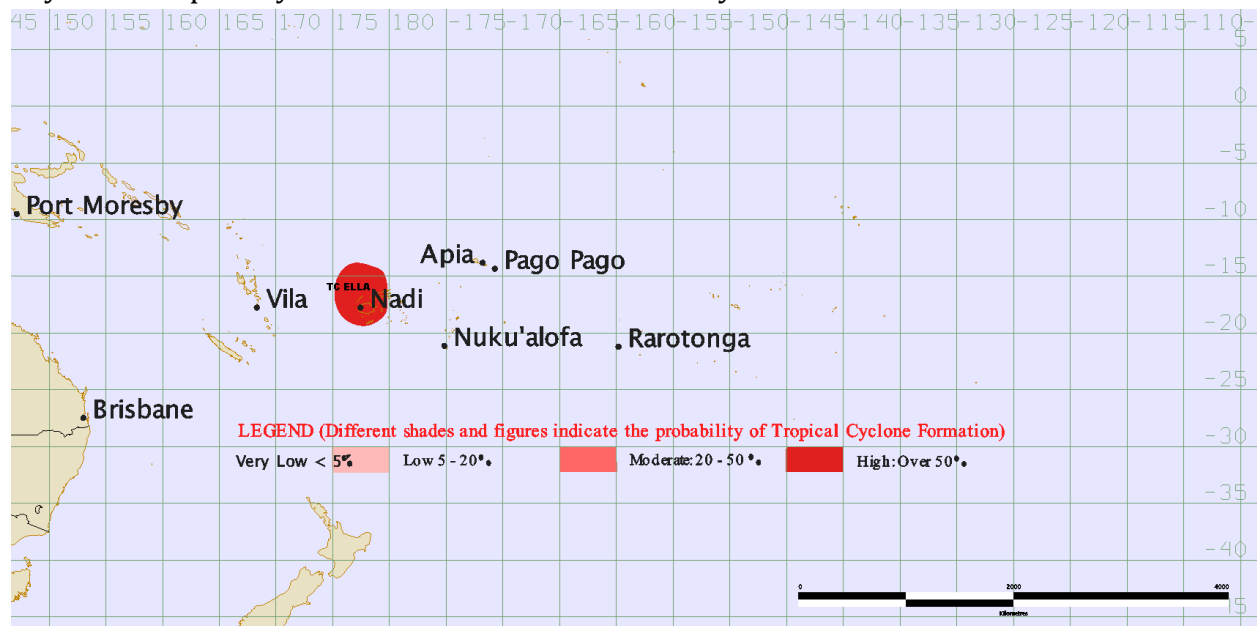 45 150 155 160 165 170 175 180 -175 -170 -165 -160 -155 -150 -145 -140 -135 -130 -125 -120 -115 -110
5
0
-5
Port Moresby
-10
Apia
Pago Pago
-15
TC ELLA
Vila
Nadi
-20
Nuku'alofa
Rarotonga
-25
Brisbane
LEGEND (Different shades and figures indicate the probability of Tropical Cyclone Formation)
-30
Very Low < 5% Low 5 - 20% Moderate: 20 - 50 % High: Over 50%
-35
-40
0 2000 4000
Kilometres